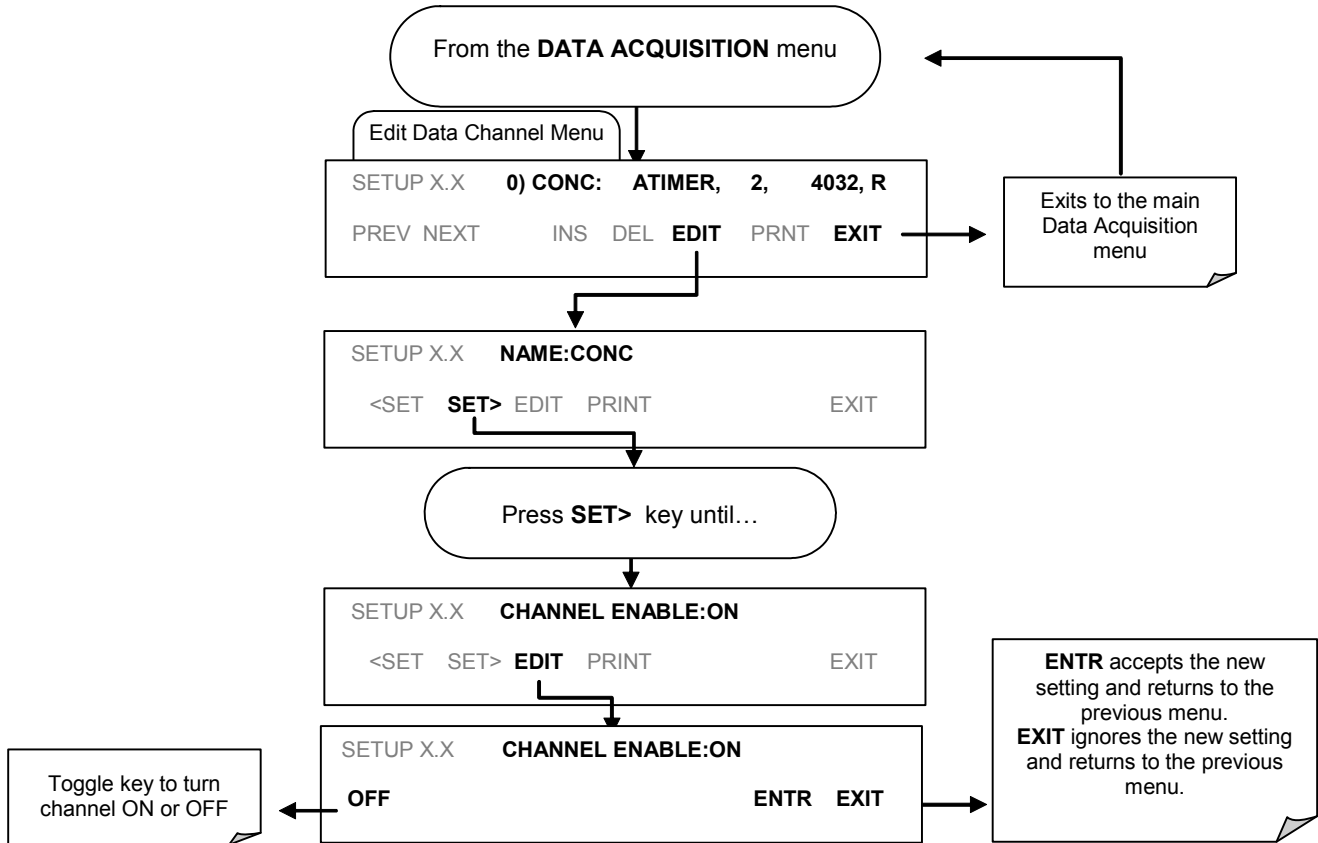 From the DATA ACQUISITION menu
Edit Data Channel Menu
SETUP X.X 0) CONC: ATIMER, 2, 4032, R
PREV NEXT INS DEL EDIT PRNT EXIT
Exits to the main
Data Acquisition
menu
SETUP X.X NAME:CONC
<SET SET> EDIT PRINT EXIT
Press SET> key until…
SETUP X.X CHANNEL ENABLE:ON
<SET SET> EDIT PRINT EXIT
ENTR accepts the new
setting and returns to the
previous menu.
EXIT ignores the new setting
and returns to the previous
menu.
SETUP X.X CHANNEL ENABLE:ON
OFF ENTR EXIT
Toggle key to turn
channel ON or OFF